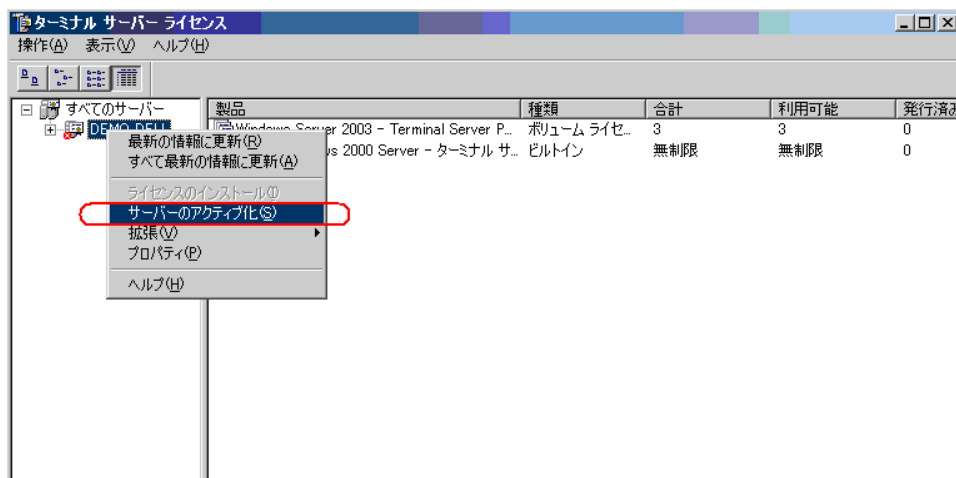 ターミナル サーバー ライセンス
操作(A) 表示(V) ヘルプ(H)
すべてのサーバー
製品 種類 合計 利用可能 発行済み
Windows Server 2003 - Terminal Server P... ボリューム ライセ... 3 3 0
s 2000 Server - ターミナル サ... ビルトイン 無制限 無制限 0
最新の情報に更新(R)
すべて最新の情報に更新(A)
ライセンスのインストール(I)
サーバーのアクティブ化(S)
拡張(V)
プロパティ(P)
ヘルプ(H)